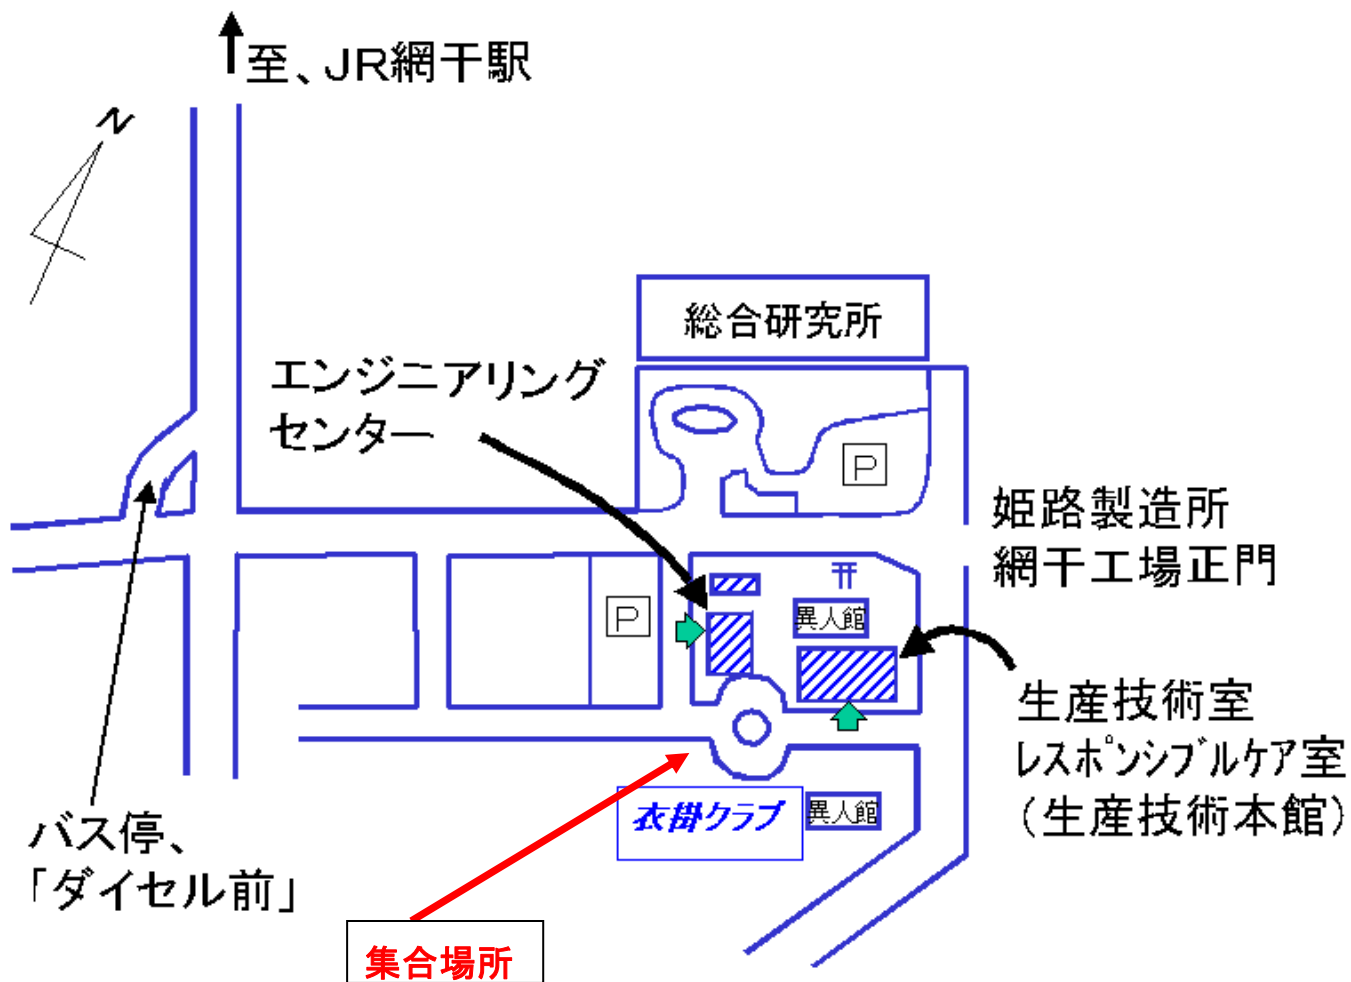 至、JR網干駅
N
総合研究所
エンジニアリング
センター
P
姫路製造所
網干工場正門
P
異人館
生産技術室
レスポンシブルケア室
(生産技術本館)
衣掛クラブ
異人館
バス停、
「ダイセル前」
集合場所